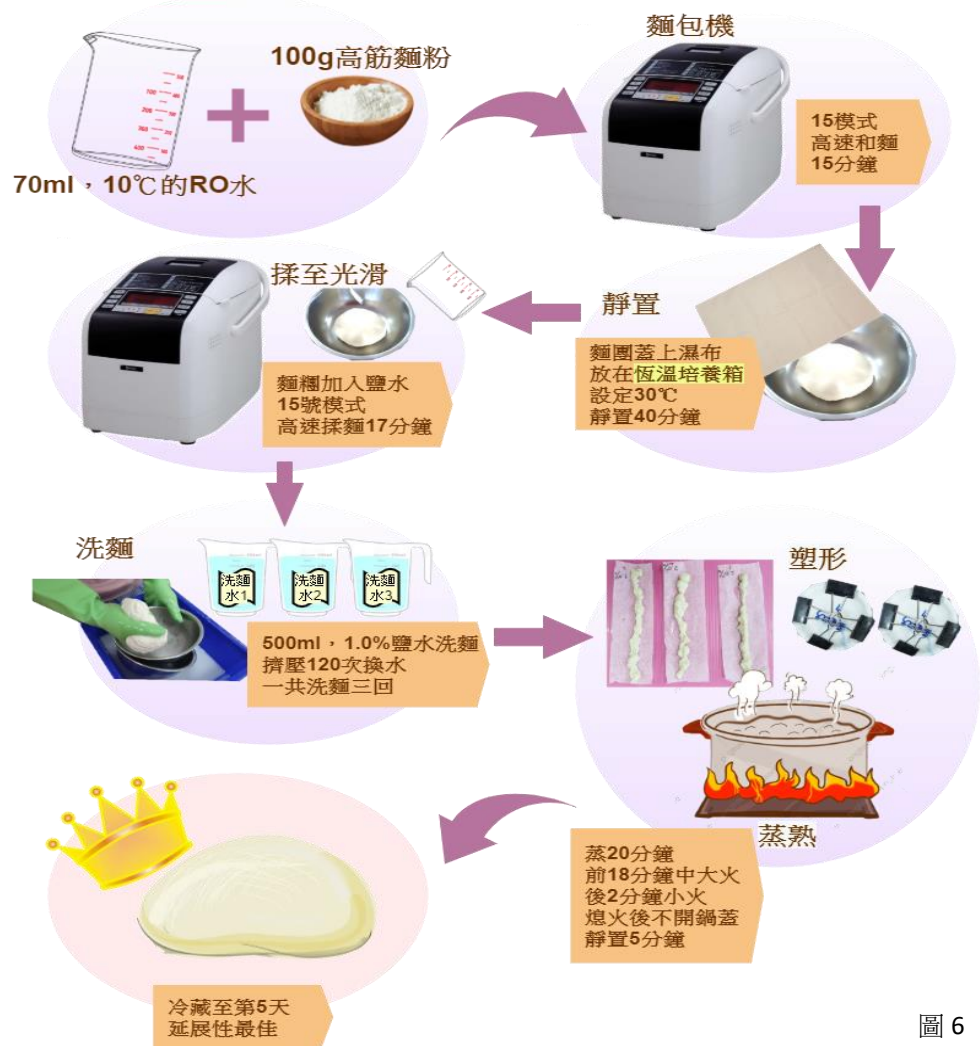 100g高筋麵粉
70ml，10℃的RO水
麵包機
15模式
高速和麵
15分鐘
靜置
麵團蓋上濕布
放在恆溫培養箱
設定30℃
靜置40分鐘
揉至光滑
麵糰加入鹽水
15號模式
高速揉麵17分鐘
洗麵
洗麵
水1
洗麵
水2
洗麵
水3
500ml，1.0%鹽水洗麵
擠壓120次換水
一共洗麵三回
塑形
蒸熟
蒸20分鐘
前18分鐘中大火
後2分鐘小火
熄火後不開鍋蓋
靜置5分鐘
冷藏至第5天
延展性最佳
圖 6